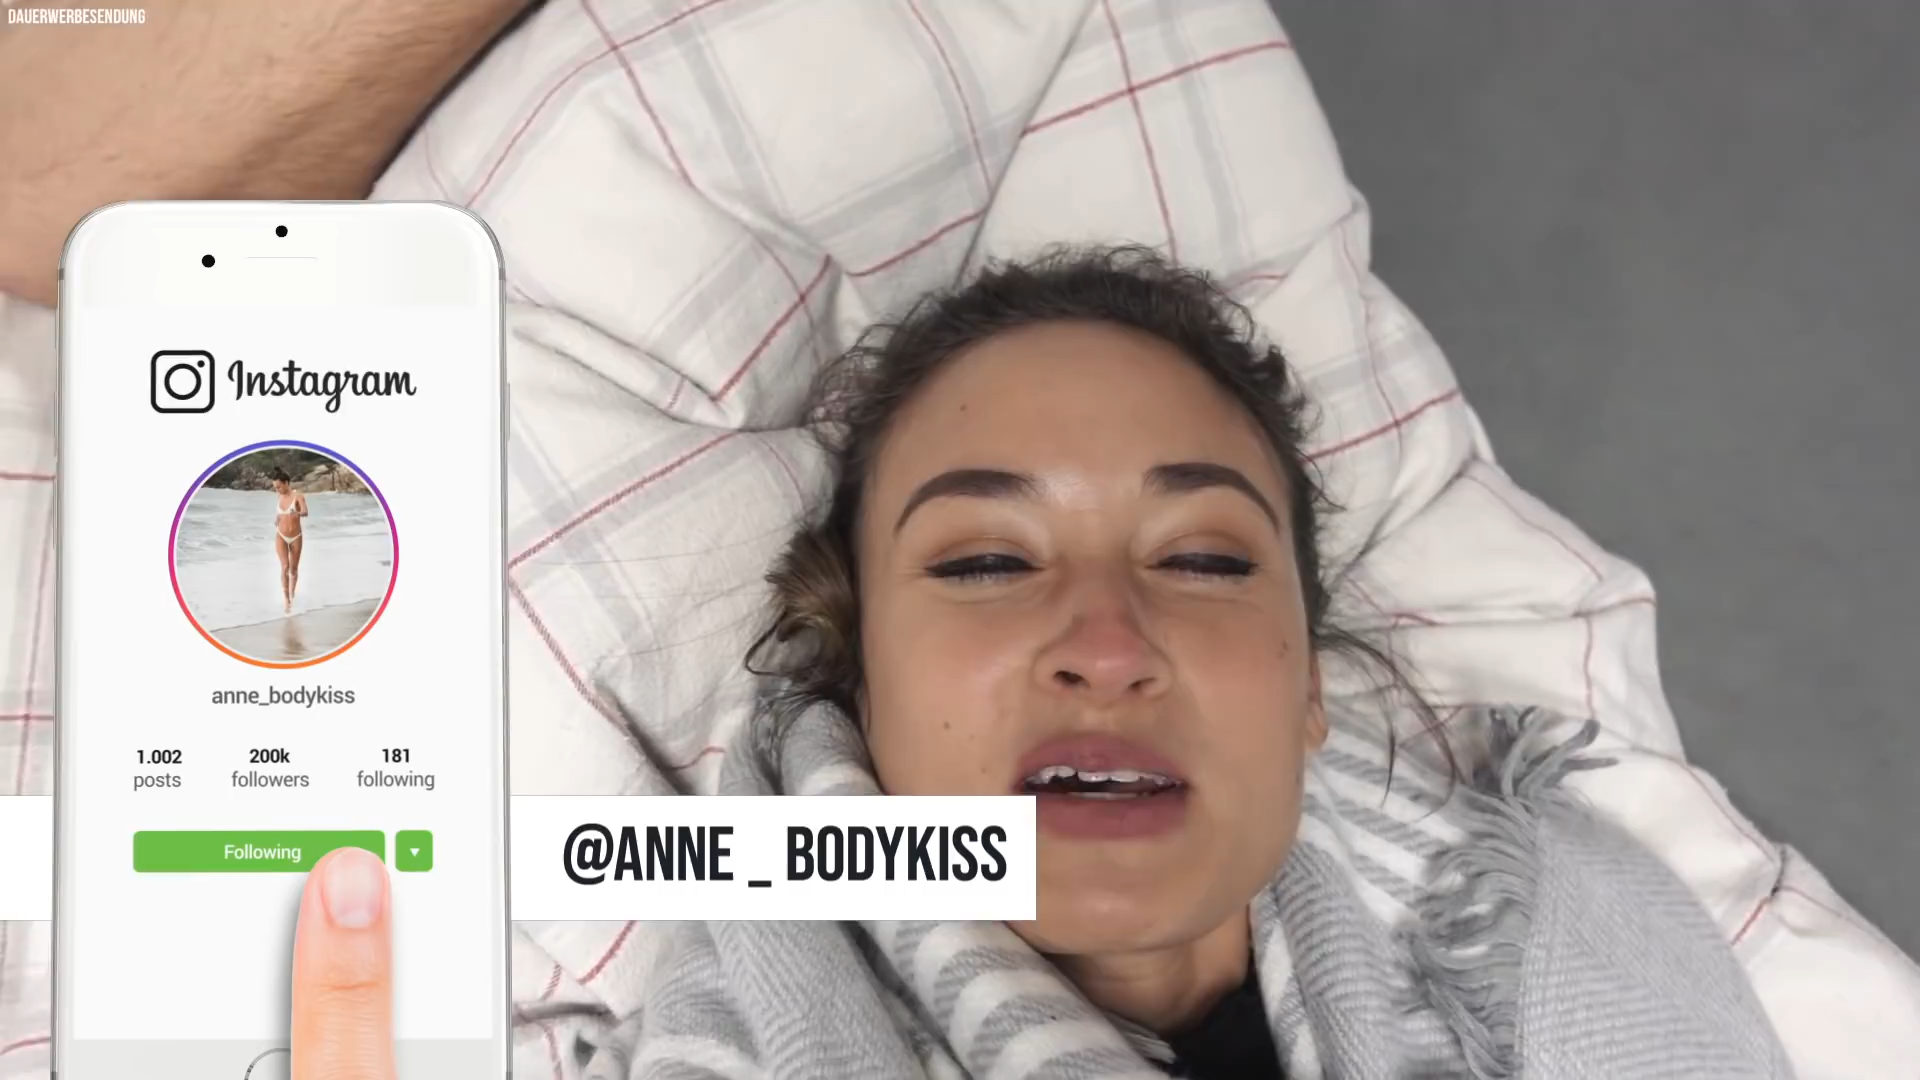 DAUERWERBESENDUNG
Instagram
anne_bodykiss
1.002 200k 181
posts followers following
Following
@ANNE _ BODYKISS